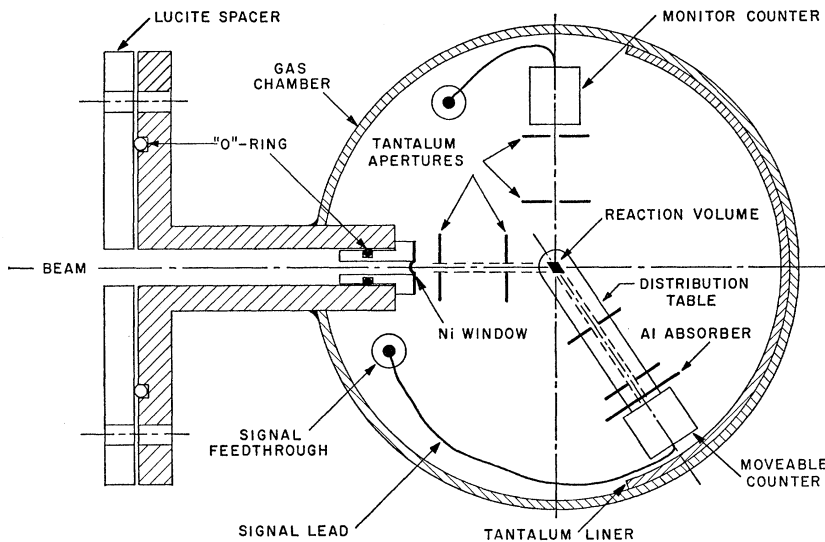 LUCITE SPACER
MONITOR COUNTER
GAS
CHAMBER
"O"-RING
TANTALUM
APERTURES
REACTION VOLUME
BEAM
DISTRIBUTION
TABLE
Ni WINDOW
Al ABSORBER
SIGNAL
FEEDTHROUGH
MOVEABLE
COUNTER
SIGNAL LEAD
TANTALUM LINER